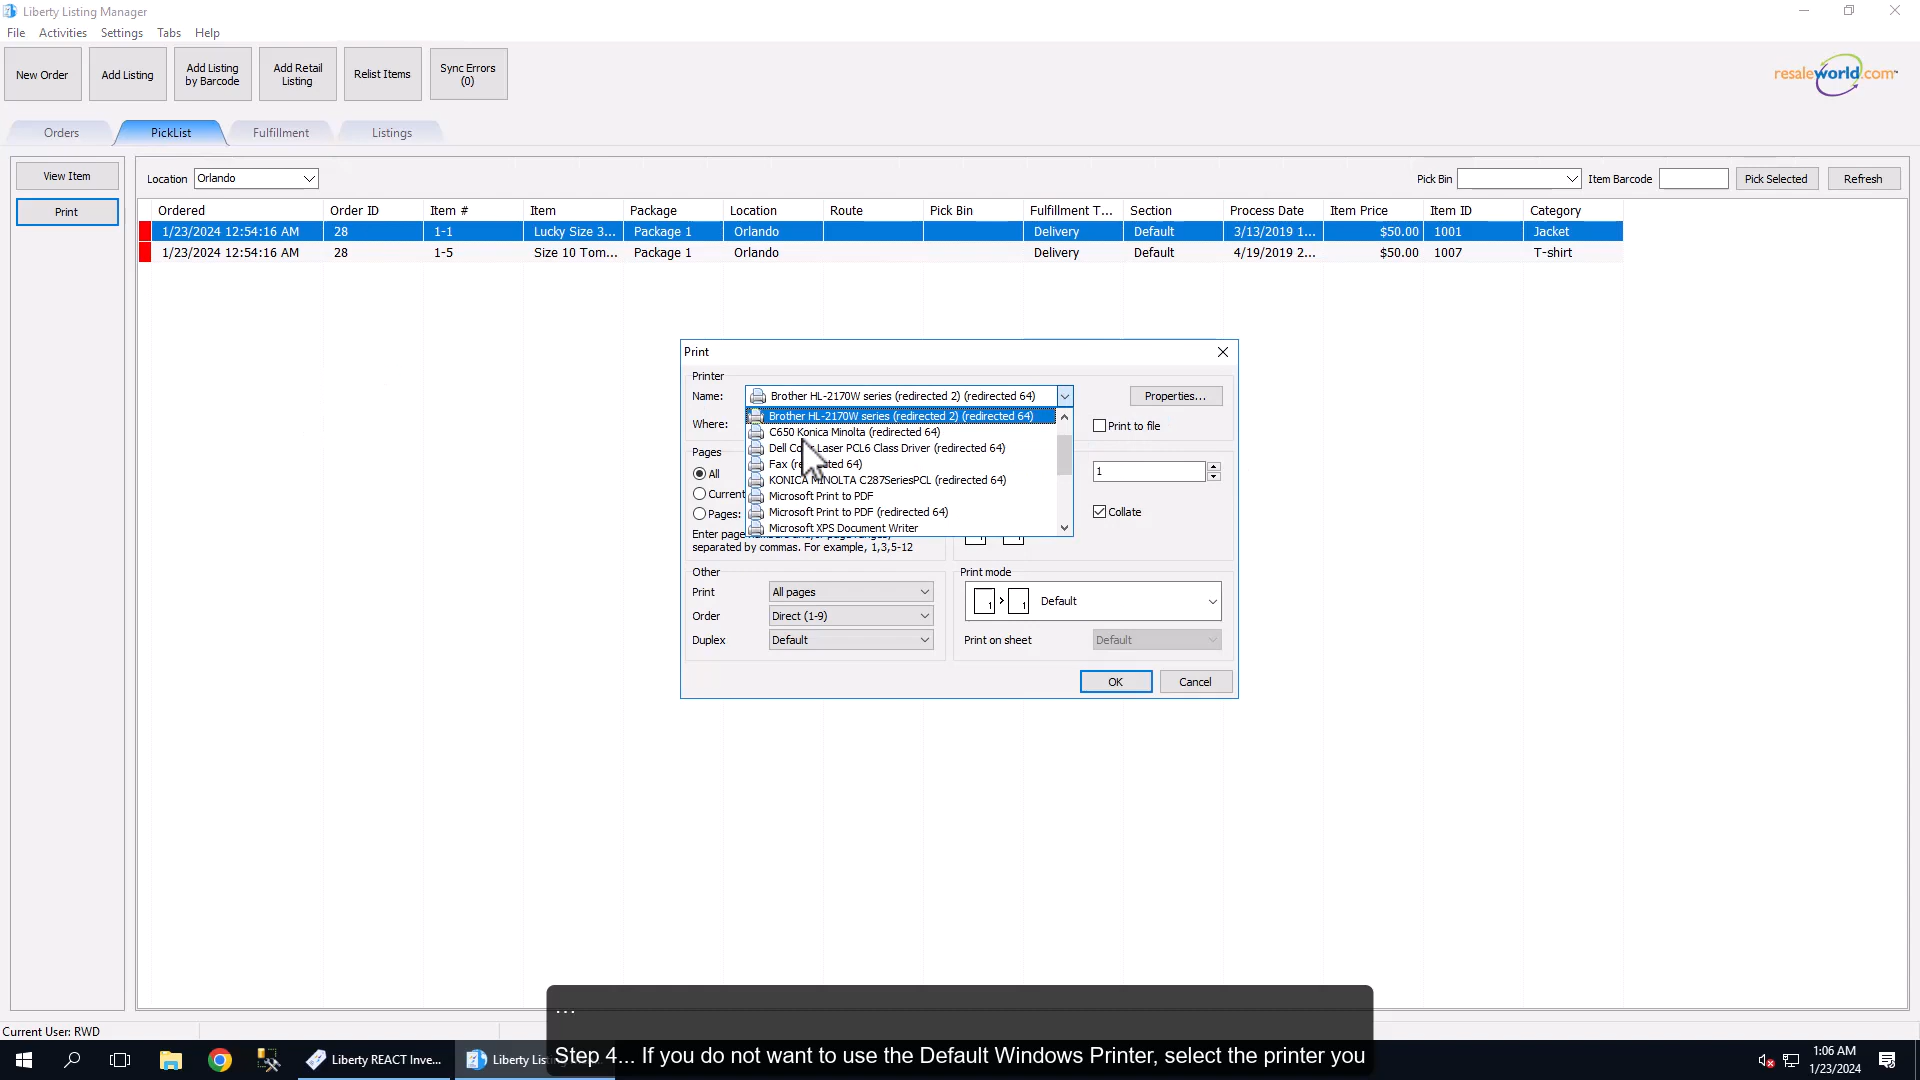 Liberty Listing Manager
File Activities Settings Tabs Help
New Order
Add Listing
Add Listing
by Barcode
Add Retail
Listing
Relist Items
Sync Errors
(0)
resaleworld.com
Orders PickList Fulfillment Listings
View Item
Print
Location Orlando
Pick Bin Item Barcode Pick Selected Refresh
Ordered Order ID Item # Item Package Location Route Pick Bin Fulfillment T... Section Process Date Item Price Item ID Category
1/23/2024 12:54:16 AM 28 1-1 Lucky Size 3... Package 1 Orlando Delivery Default 3/13/2019 1... $50.00 1001 Jacket
1/23/2024 12:54:16 AM 28 1-5 Size 10 Tom... Package 1 Orlando Delivery Default 4/19/2019 2... $50.00 1007 T-shirt
Print
Printer
Name: Brother HL-2170W series (redirected 2) (redirected 64) Properties...
Brother HL-2170W series (redirected 2) (redirected 64)
Where:
Print to file
C650 Konica Minolta (redirected 64)
Dell Laser PCL6 Class Driver (redirected 64)
Pages
Fax 64)
All
1
KONICA MINOLTA C287SeriesPCL (redirected 64)
Current
Microsoft Print to PDF
Pages:
Microsoft Print to PDF (redirected 64)
Collate
Microsoft XPS Document Writer
Enter page
separated by commas. For example, 1,3,5-12
Other
Print All pages
Order Direct (1-9)
Duplex Default
Print mode
1 > 1 Default
Print on sheet Default
OK Cancel
...
Step 4... If you do not want to use the Default Windows Printer, select the printer you
Current User: RWD
Liberty REACT Inve...
Liberty Lis
1:06 AM
1/23/2024